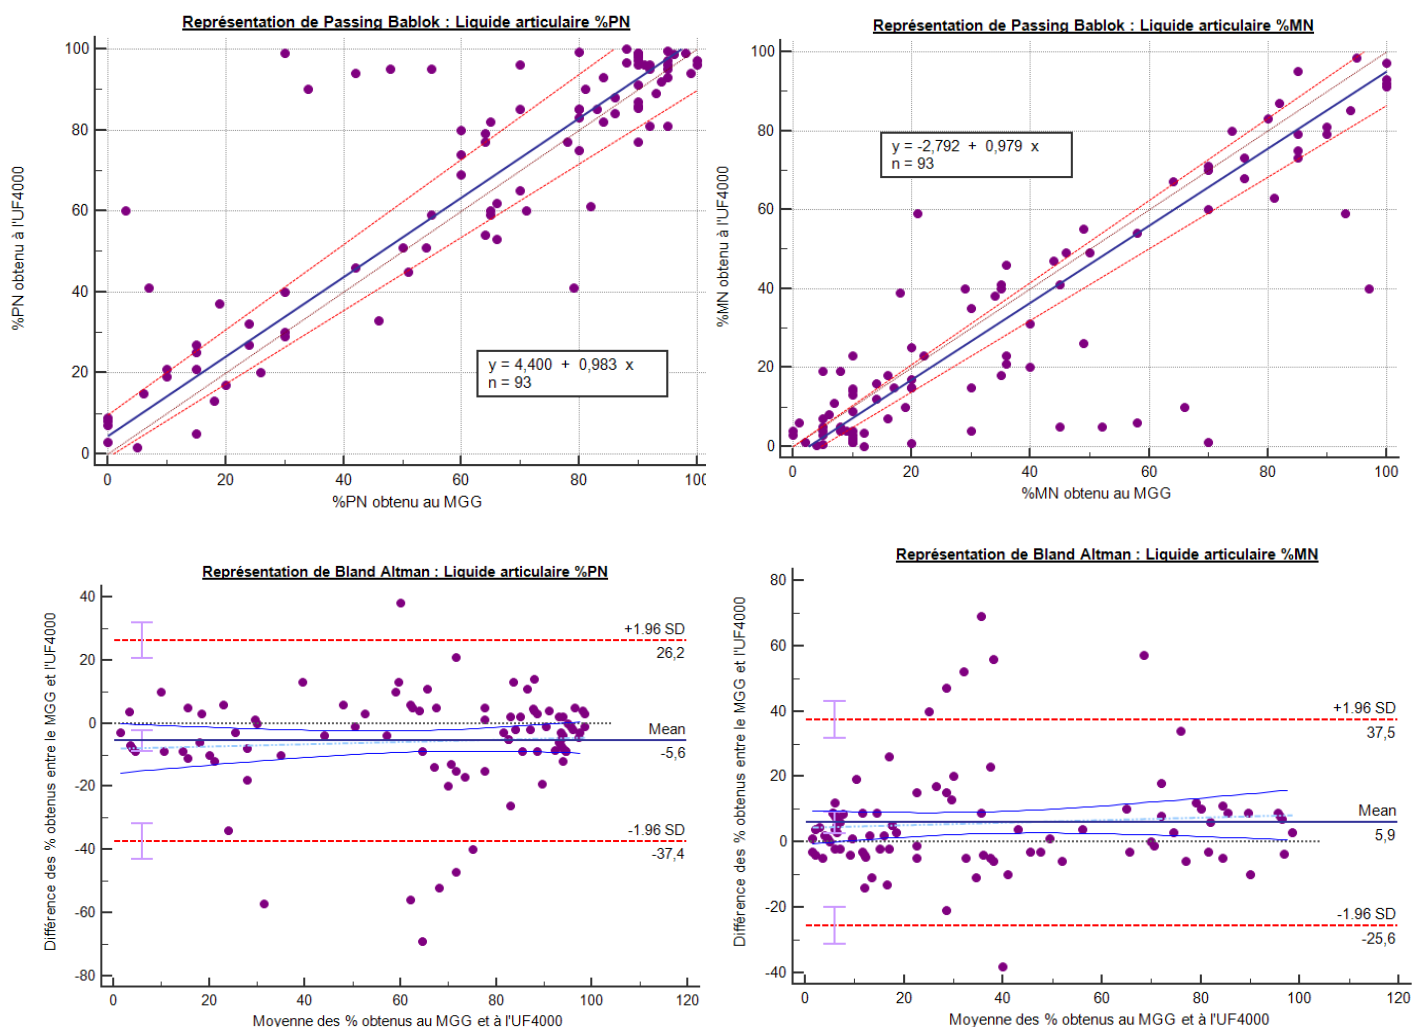 Représentation de Passing Bablok : Liquide articulaire %PN
100
80
60
40
20
0
%PN obtenu à l'UF4000
y = 4,400 + 0,983 x
n = 93
0 20 40 60 80 100
%PN obtenu au MGG
Représentation de Passing Bablok : Liquide articulaire %MN
100
80
60
40
20
0
%MN obtenu à l'UF4000
y = -2,792 + 0,979 x
n = 93
0 20 40 60 80 100
%MN obtenu au MGG
Représentation de Bland Altman : Liquide articulaire %PN
40
20
0
-20
-40
-60
-80
Différence des % obtenus entre le MGG et l'UF4000
+1.96 SD
26,2
Mean
-5,6
-1.96 SD
-37,4
0 20 40 60 80 100 120
Moyenne des % obtenus au MGG et à l'UF4000
Représentation de Bland Altman : Liquide articulaire %MN
80
60
40
20
0
-20
-40
Différence des % obtenus entre le MGG et l'UF4000
+1.96 SD
37,5
Mean
5,9
-1.96 SD
-25,6
0 20 40 60 80 100 120
Moyenne des % obtenus au MGG et à l'UF4000